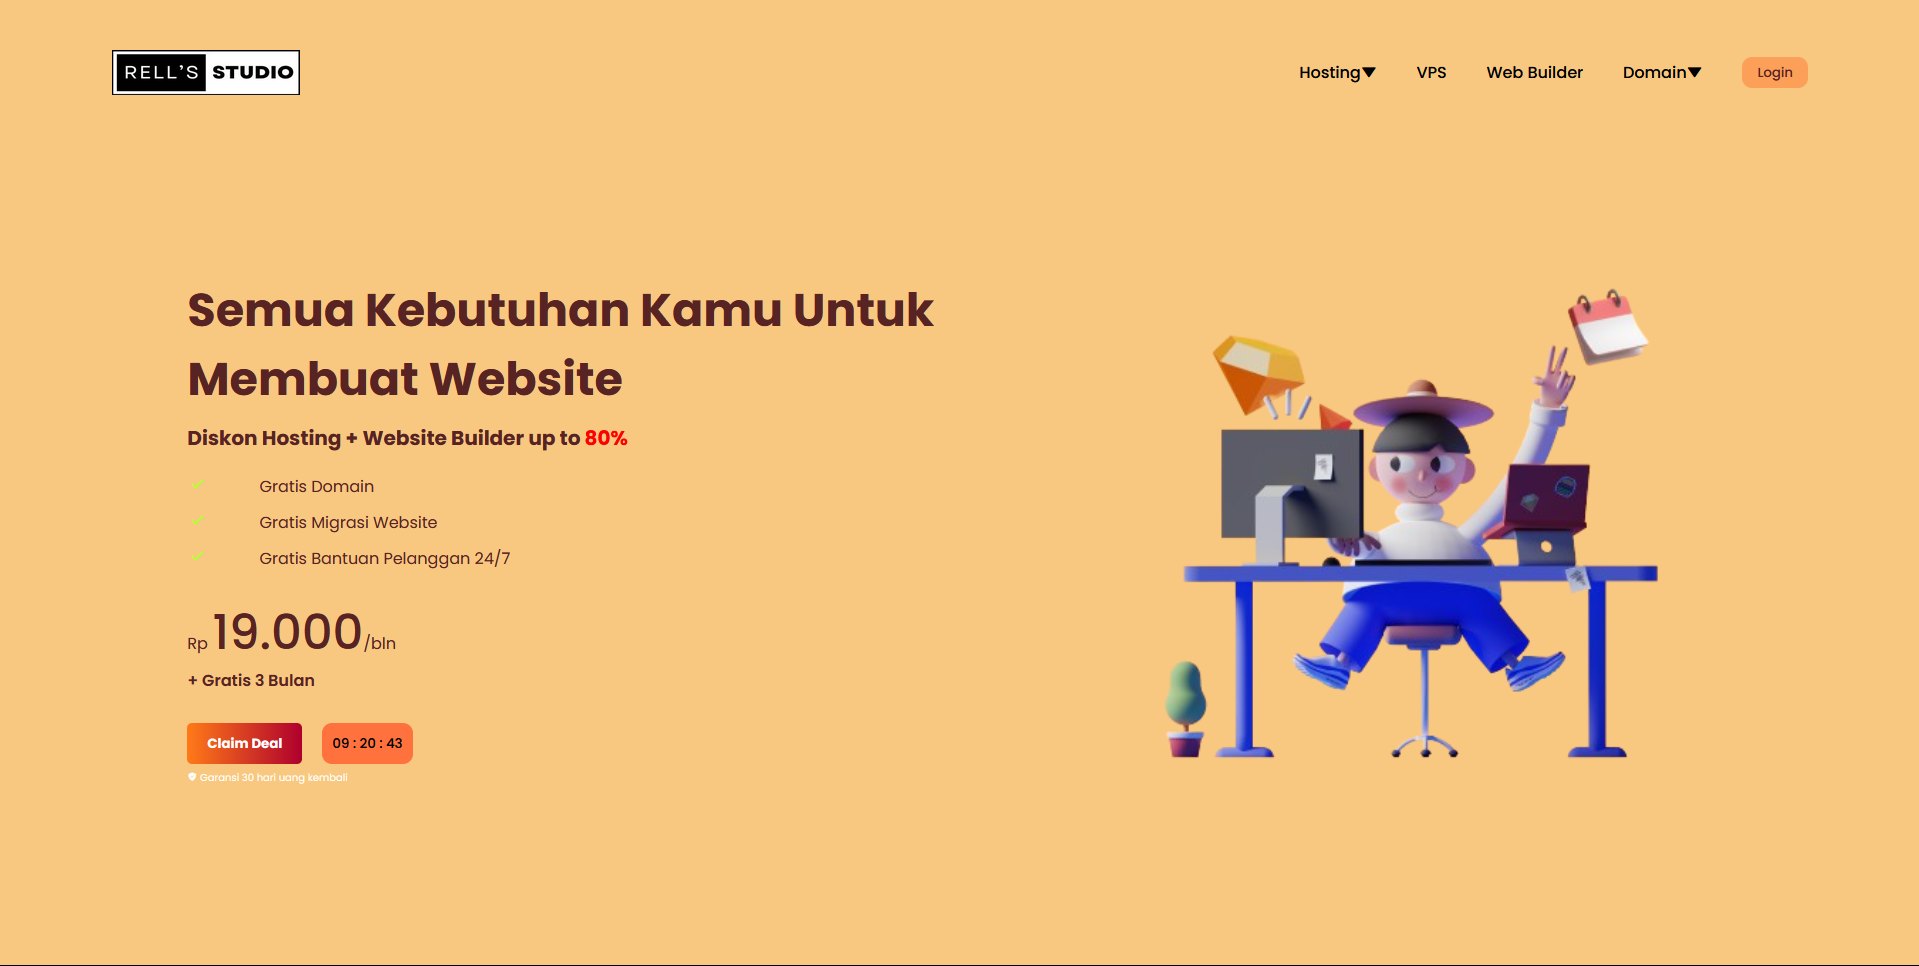 RELL'S STUDIO
Hosting▼ VPS Web Builder Domain▼ Login
Semua Kebutuhan Kamu Untuk
Membuat Website
Diskon Hosting + Website Builder up to 80%
Gratis Domain
Gratis Migrasi Website
Gratis Bantuan Pelanggan 24/7
Rp 19.000/bln
+ Gratis 3 Bulan
Claim Deal 09 : 20 : 43
Garansi 30 hari uang kembali